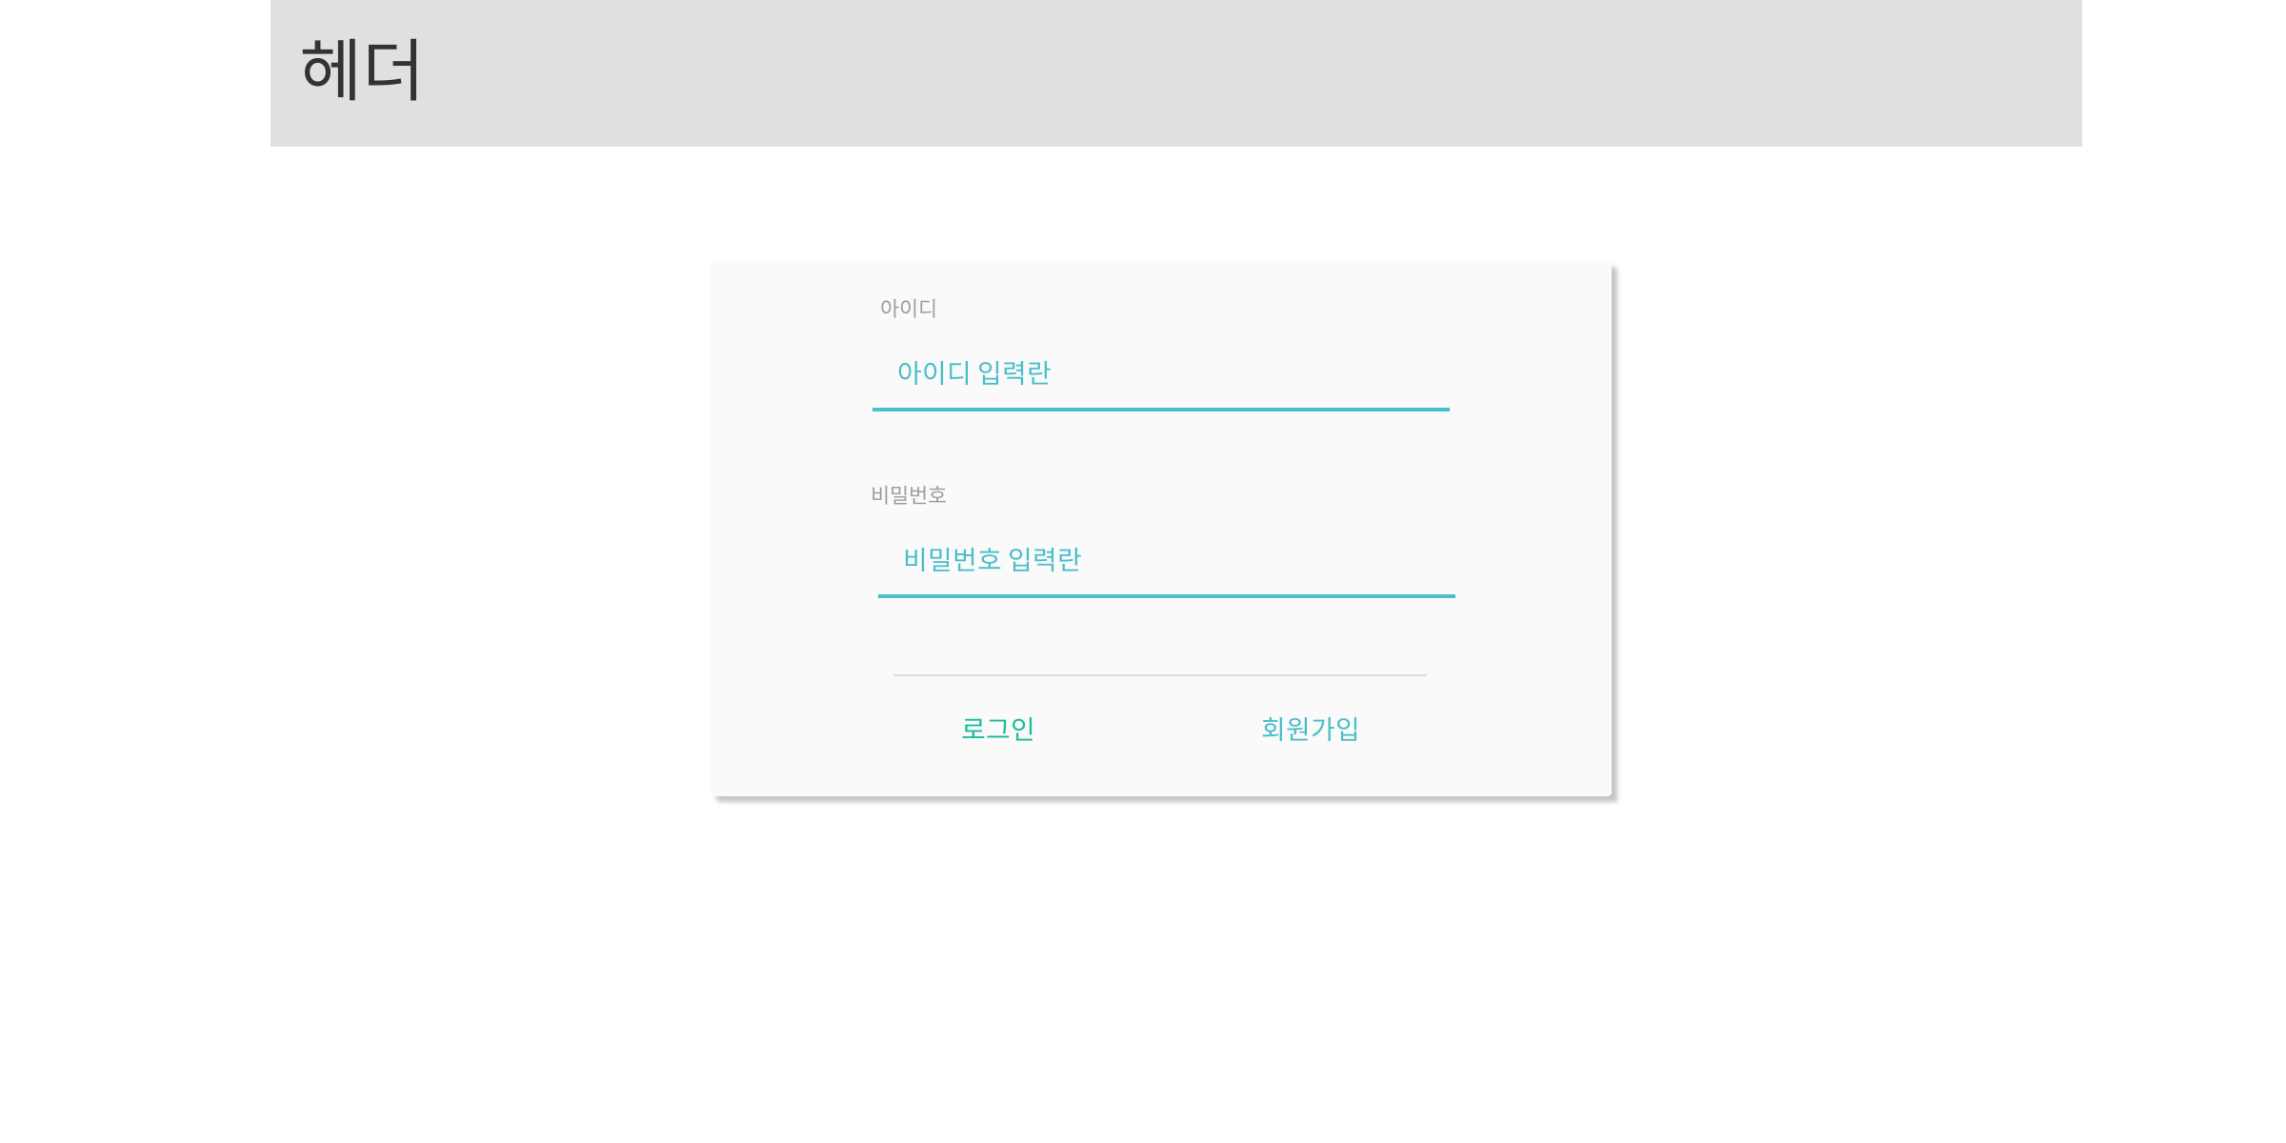 헤더
아이디
아이디 입력란
비밀번호
비밀번호 입력란
로그인 회원가입